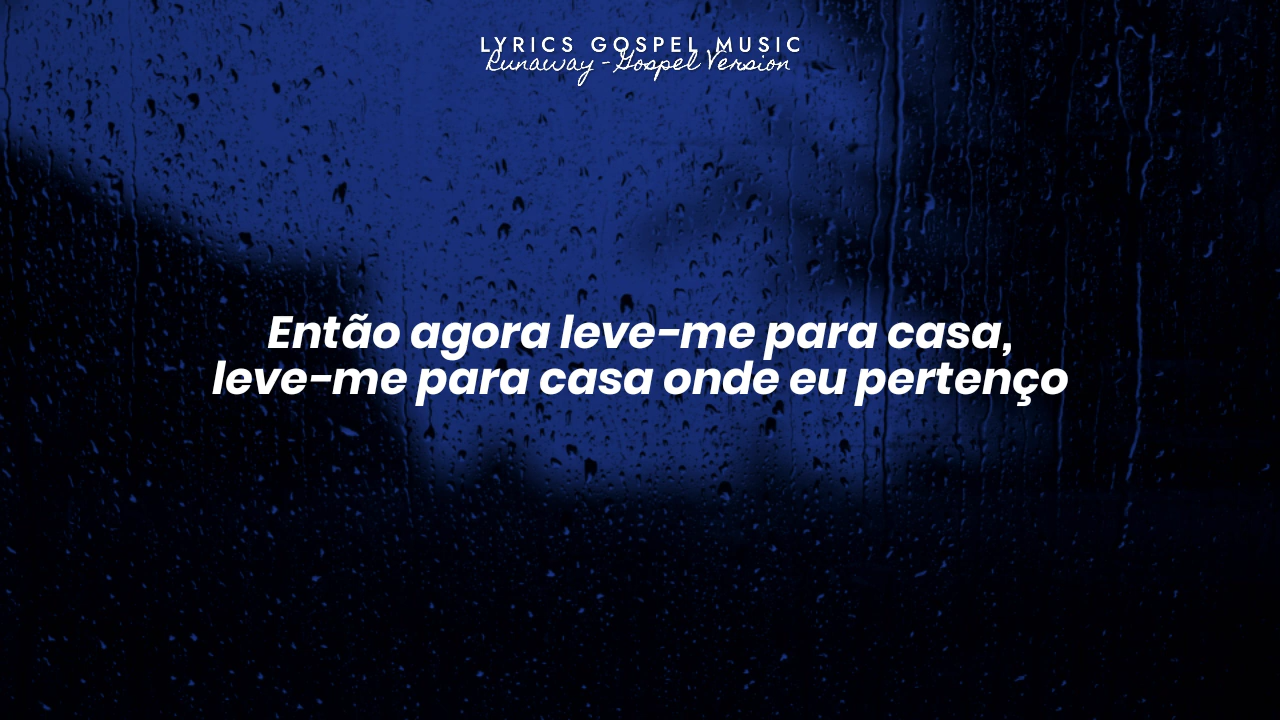 LYRICS GOSPEL MUSIC
Runaway - Gospel Version
Então agora leve-me para casa,
leve-me para casa onde eu pertenço